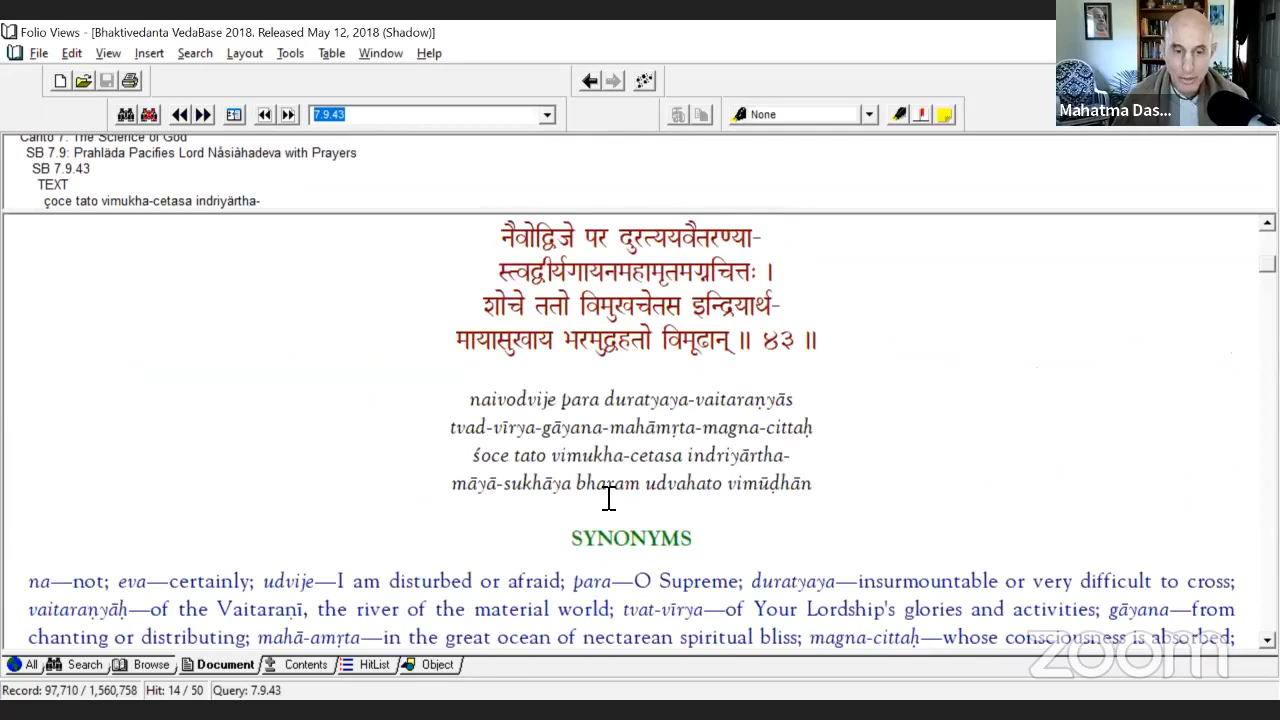 Folio Views - [Bhaktivedanta VedaBase 2018. Released May 12, 2018 (Shadow)]
File Edit View Insert Search Layout Tools Table Window Help
7.9.43
None
Mahatma Das...
Canto 7: The Science of God
SB 7.9: Prahläda Pacifies Lord Nåsiàhadeva with Prayers
SB 7.9.43
TEXT
çoce tato vimukha-cetasa indriyärtha-
नैवोद्विजे पर दुरत्ययवैतरण्या-
स्त्वद्वीर्यगायनमहामृतमग्नचित्तः ।
शोचे ततो विमुखचेतस इन्द्रियार्थ-
मायासुखाय भरमुद्वहतो विमूढान् ॥ ४३ ॥
naivodvije para duratyaya-vaitaraṇyās
tvad-vīrya-gāyana-mahāmṛta-magna-cittaḥ
śoce tato vimukha-cetasa indriyārtha-
māyā-sukhāya bharam udvahato vimūḍhān
SYNONYMS
na—not; eva—certainly; udvije—I am disturbed or afraid; para—O Supreme; duratyaya—insurmountable or very difficult to cross;
vaitaraṇyāḥ—of the Vaitaraṇī, the river of the material world; tvat-vīrya—of Your Lordship's glories and activities; gāyana—from
chanting or distributing; mahā-amṛta—in the great ocean of nectarean spiritual bliss; magna-cittaḥ—whose consciousness is absorbed;
zoom
All Search Browse Document Contents HitList Object
Record: 97,710 / 1,560,758 Hit: 14 / 50 Query: 7.9.43